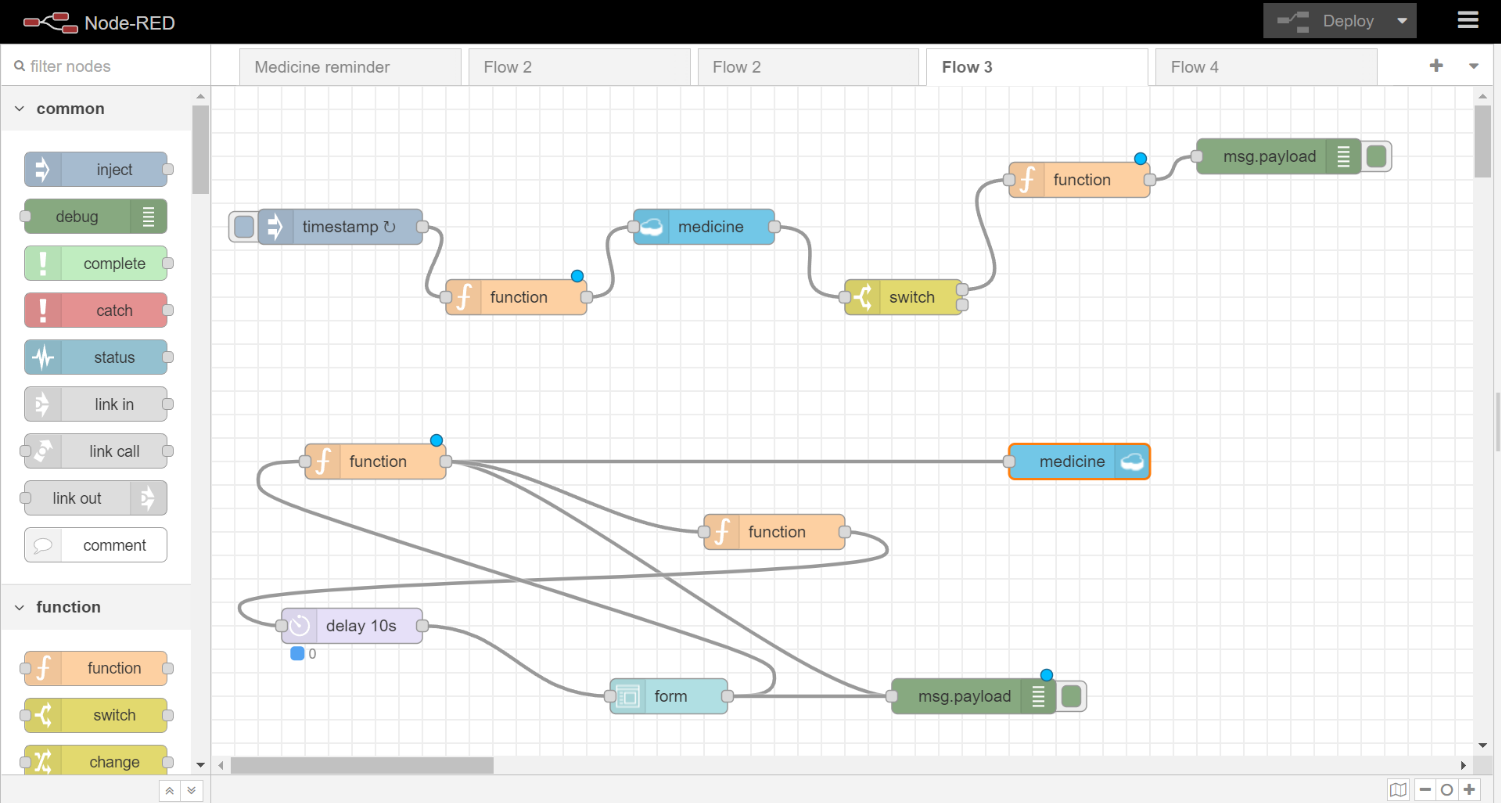 Node-RED
Deploy
filter nodes
Medicine reminder
Flow 2
Flow 2
Flow 3
Flow 4
common
inject
debug
complete
catch
status
link in
link call
link out
comment
function
function
switch
change
timestamp ↻
function
medicine
switch
function
msg.payload
function
medicine
function
delay 10s
0
form
msg.payload